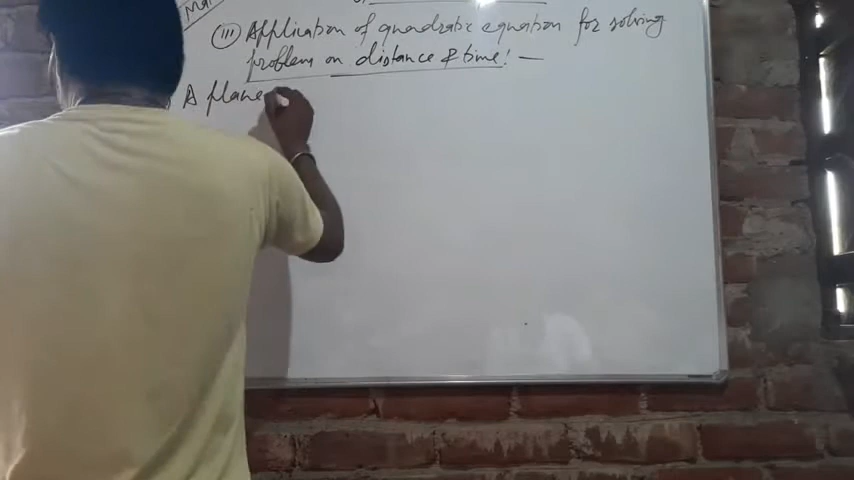 (iii) Application of quadratic equation for solving
problem on distance & time! —
A plane